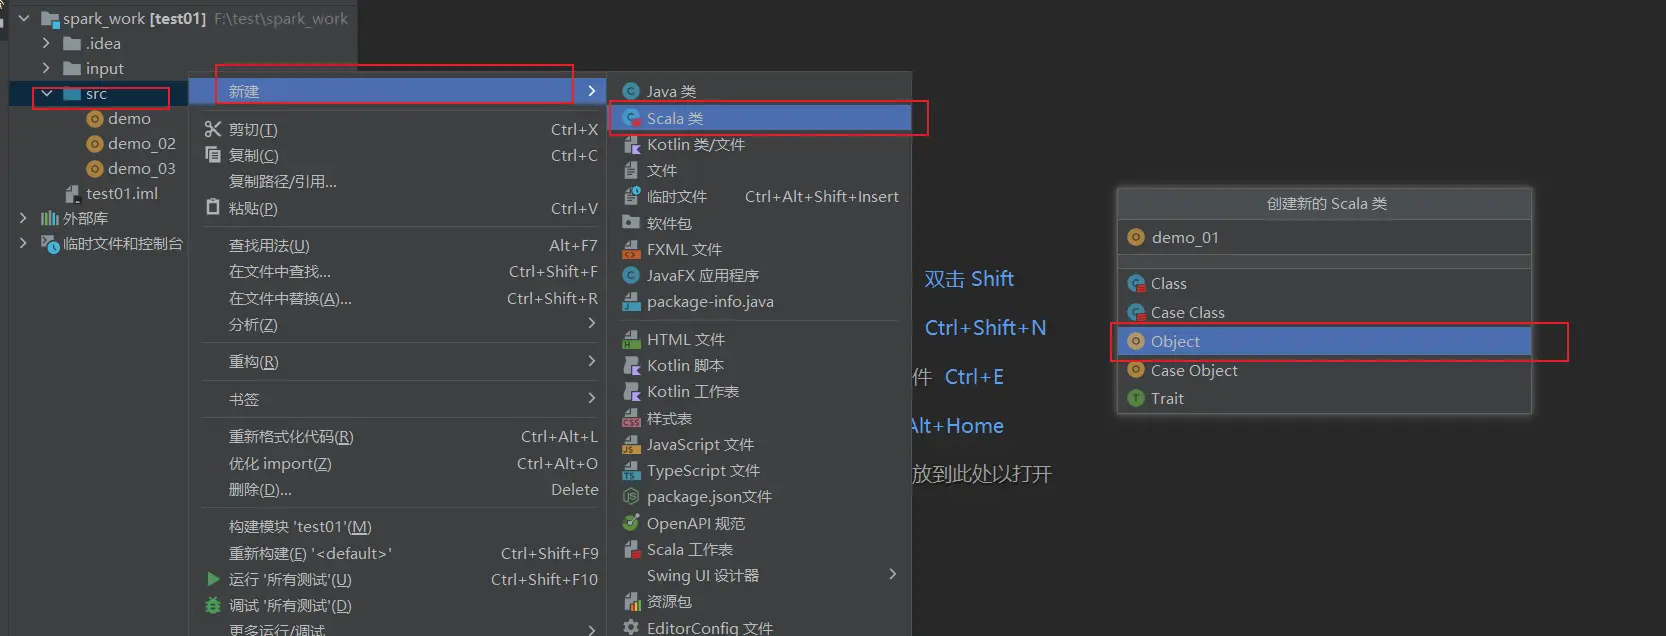 spark_work [test01] F:\test\spark_work
.idea
input
src
demo
demo_02
demo_03
test01.iml
外部库
临时文件和控制台
新建
剪切(T) Ctrl+X
复制(C) Ctrl+C
复制路径/引用...
粘贴(P) Ctrl+V
查找用法(U) Alt+F7
在文件中查找... Ctrl+Shift+F
在文件中替换(A)... Ctrl+Shift+R
分析(Z)
重构(R)
书签
重新格式化代码(R) Ctrl+Alt+L
优化 import(Z) Ctrl+Alt+O
删除(D)... Delete
构建模块 'test01'(M)
重新构建(E) '<default>' Ctrl+Shift+F9
运行 '所有测试'(U) Ctrl+Shift+F10
调试 '所有测试'(D)
更多运行/调试
Java 类
Scala 类
Kotlin 类/文件
文件
临时文件 Ctrl+Alt+Shift+Insert
软件包
FXML 文件
JavaFX 应用程序
package-info.java
HTML 文件
Kotlin 脚本
Kotlin 工作表
样式表
JavaScript 文件
TypeScript 文件
package.json文件
OpenAPI 规范
Scala 工作表
Swing UI 设计器
资源包
EditorConfig 文件
双击 Shift
Ctrl+Shift+N
件 Ctrl+E
Alt+Home
放到此处以打开
创建新的 Scala 类
demo_01
Class
Case Class
Object
Case Object
Trait